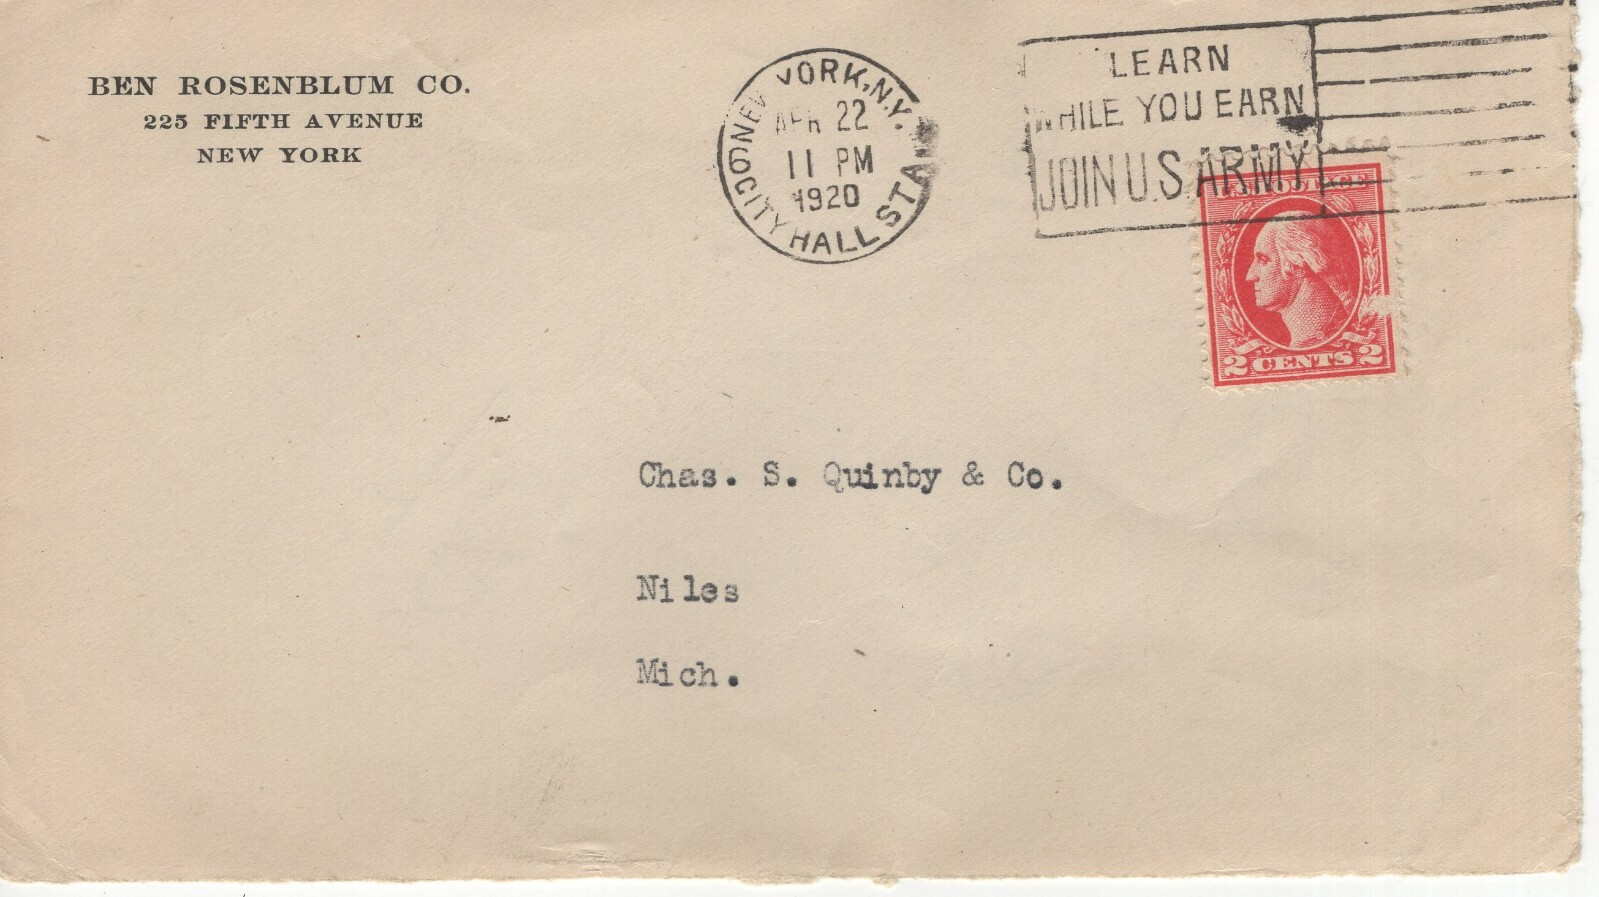 BEN ROSENBLUM CO.
225 FIFTH AVENUE
NEW YORK
NEW YORK, N.Y.
APR 22
11 PM
1920
CITY HALL STA.
LEARN
WHILE YOU EARN
JOIN U.S. ARMY
U.S. POSTAGE
2 CENTS 2
Chas. S. Quinby & Co.
Niles
Mich.